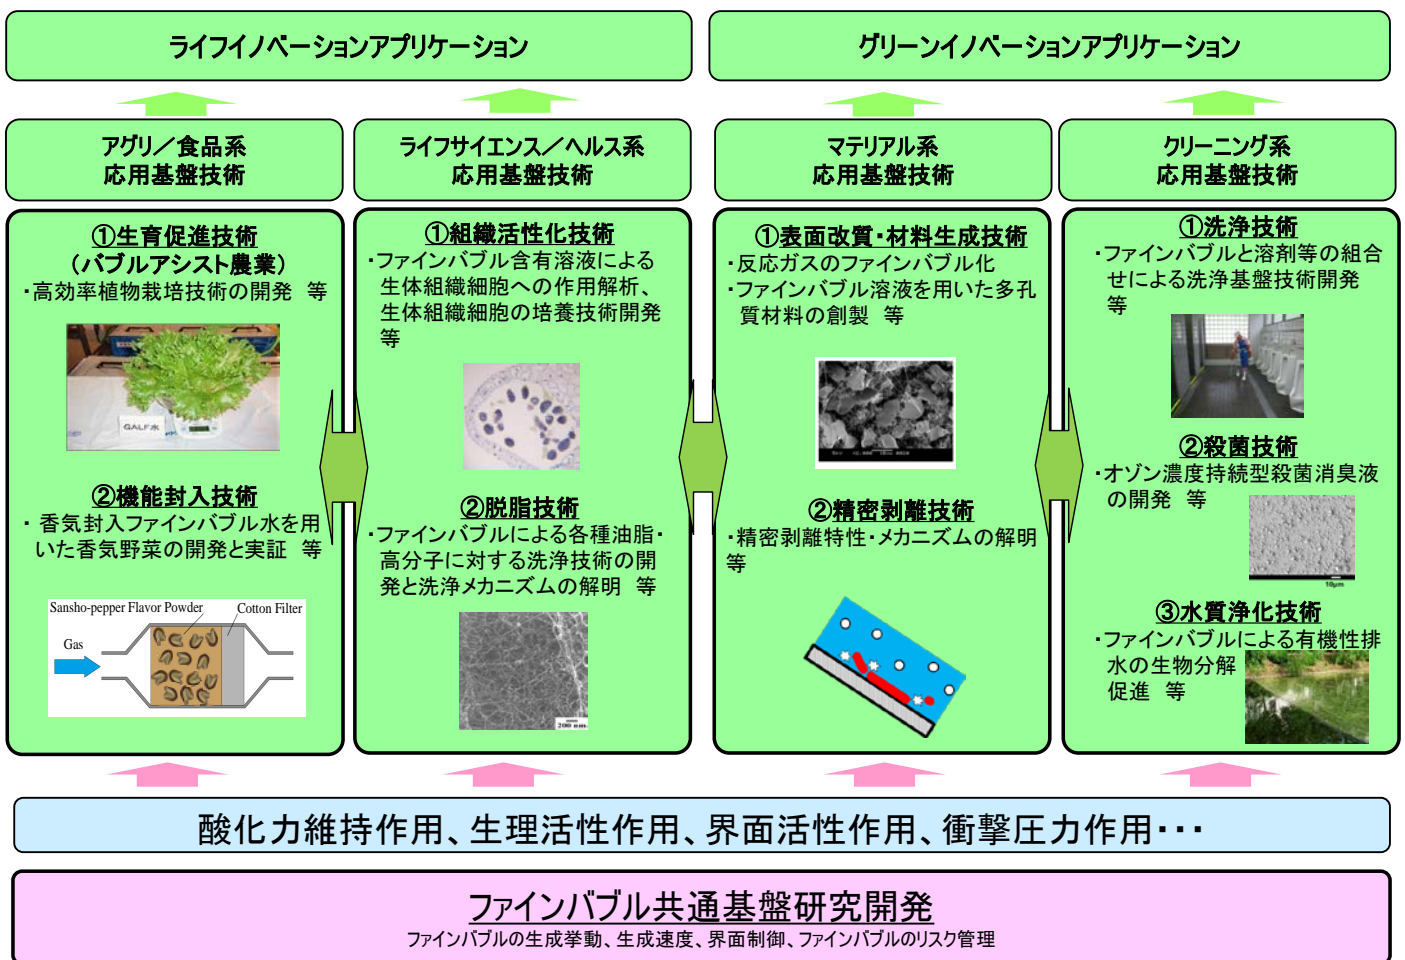 ライフイノベーションアプリケーション
グリーンイノベーションアプリケーション
アグリ／食品系
応用基盤技術
ライフサイエンス／ヘルス系
応用基盤技術
マテリアル系
応用基盤技術
クリーニング系
応用基盤技術
①生育促進技術
（バブルアシスト農業）
・高効率植物栽培技術の開発　等
GALF水
②機能封入技術
・ 香気封入ファインバブル水を用
いた香気野菜の開発と実証　等
Sansho-pepper Flavor Powder
Cotton Filter
Gas
①組織活性化技術
・ファインバブル含有溶液による
生体組織細胞への作用解析、
生体組織細胞の培養技術開発
等
②脱脂技術
・ファインバブルによる各種油脂・
高分子に対する洗浄技術の開
発と洗浄メカニズムの解明　等
200 nm
①表面改質・材料生成技術
・反応ガスのファインバブル化
・ファインバブル溶液を用いた多孔
質材料の創製　等
②精密剥離技術
・精密剥離特性・メカニズムの解明
等
①洗浄技術
・ファインバブルと溶剤等の組合
せによる洗浄基盤技術開発
等
②殺菌技術
・オゾン濃度持続型殺菌消臭液
の開発　等
10μm
③水質浄化技術
・ファインバブルによる有機性排
水の生物分解
促進　等
酸化力維持作用、生理活性作用、界面活性作用、衝撃圧力作用・・・
ファインバブル共通基盤研究開発
ファインバブルの生成挙動、生成速度、界面制御、ファインバブルのリスク管理